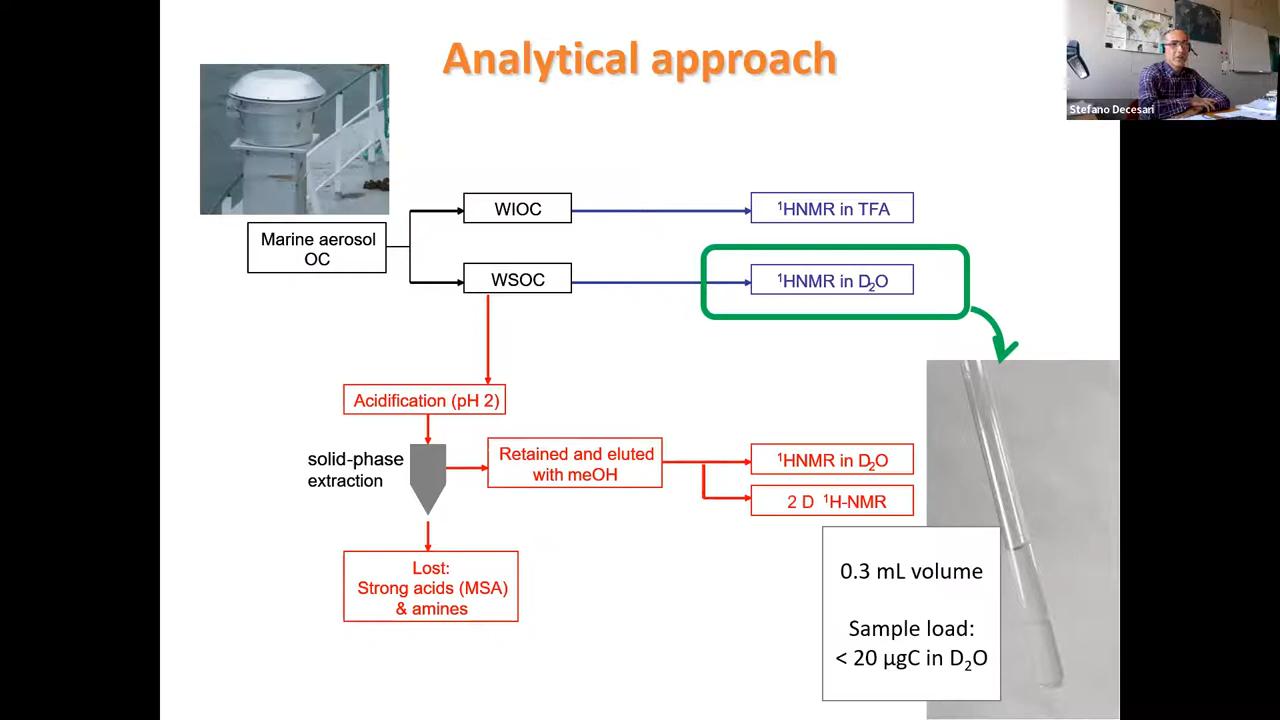 Analytical approach
Stefano Decesari
WIOC
¹HNMR in TFA
Marine aerosol
OC
WSOC
¹HNMR in D₂O
Acidification (pH 2)
solid-phase
extraction
Retained and eluted
with meOH
¹HNMR in D₂O
2 D ¹H-NMR
Lost:
Strong acids (MSA)
& amines
0.3 mL volume
Sample load:
< 20 µgC in D₂O